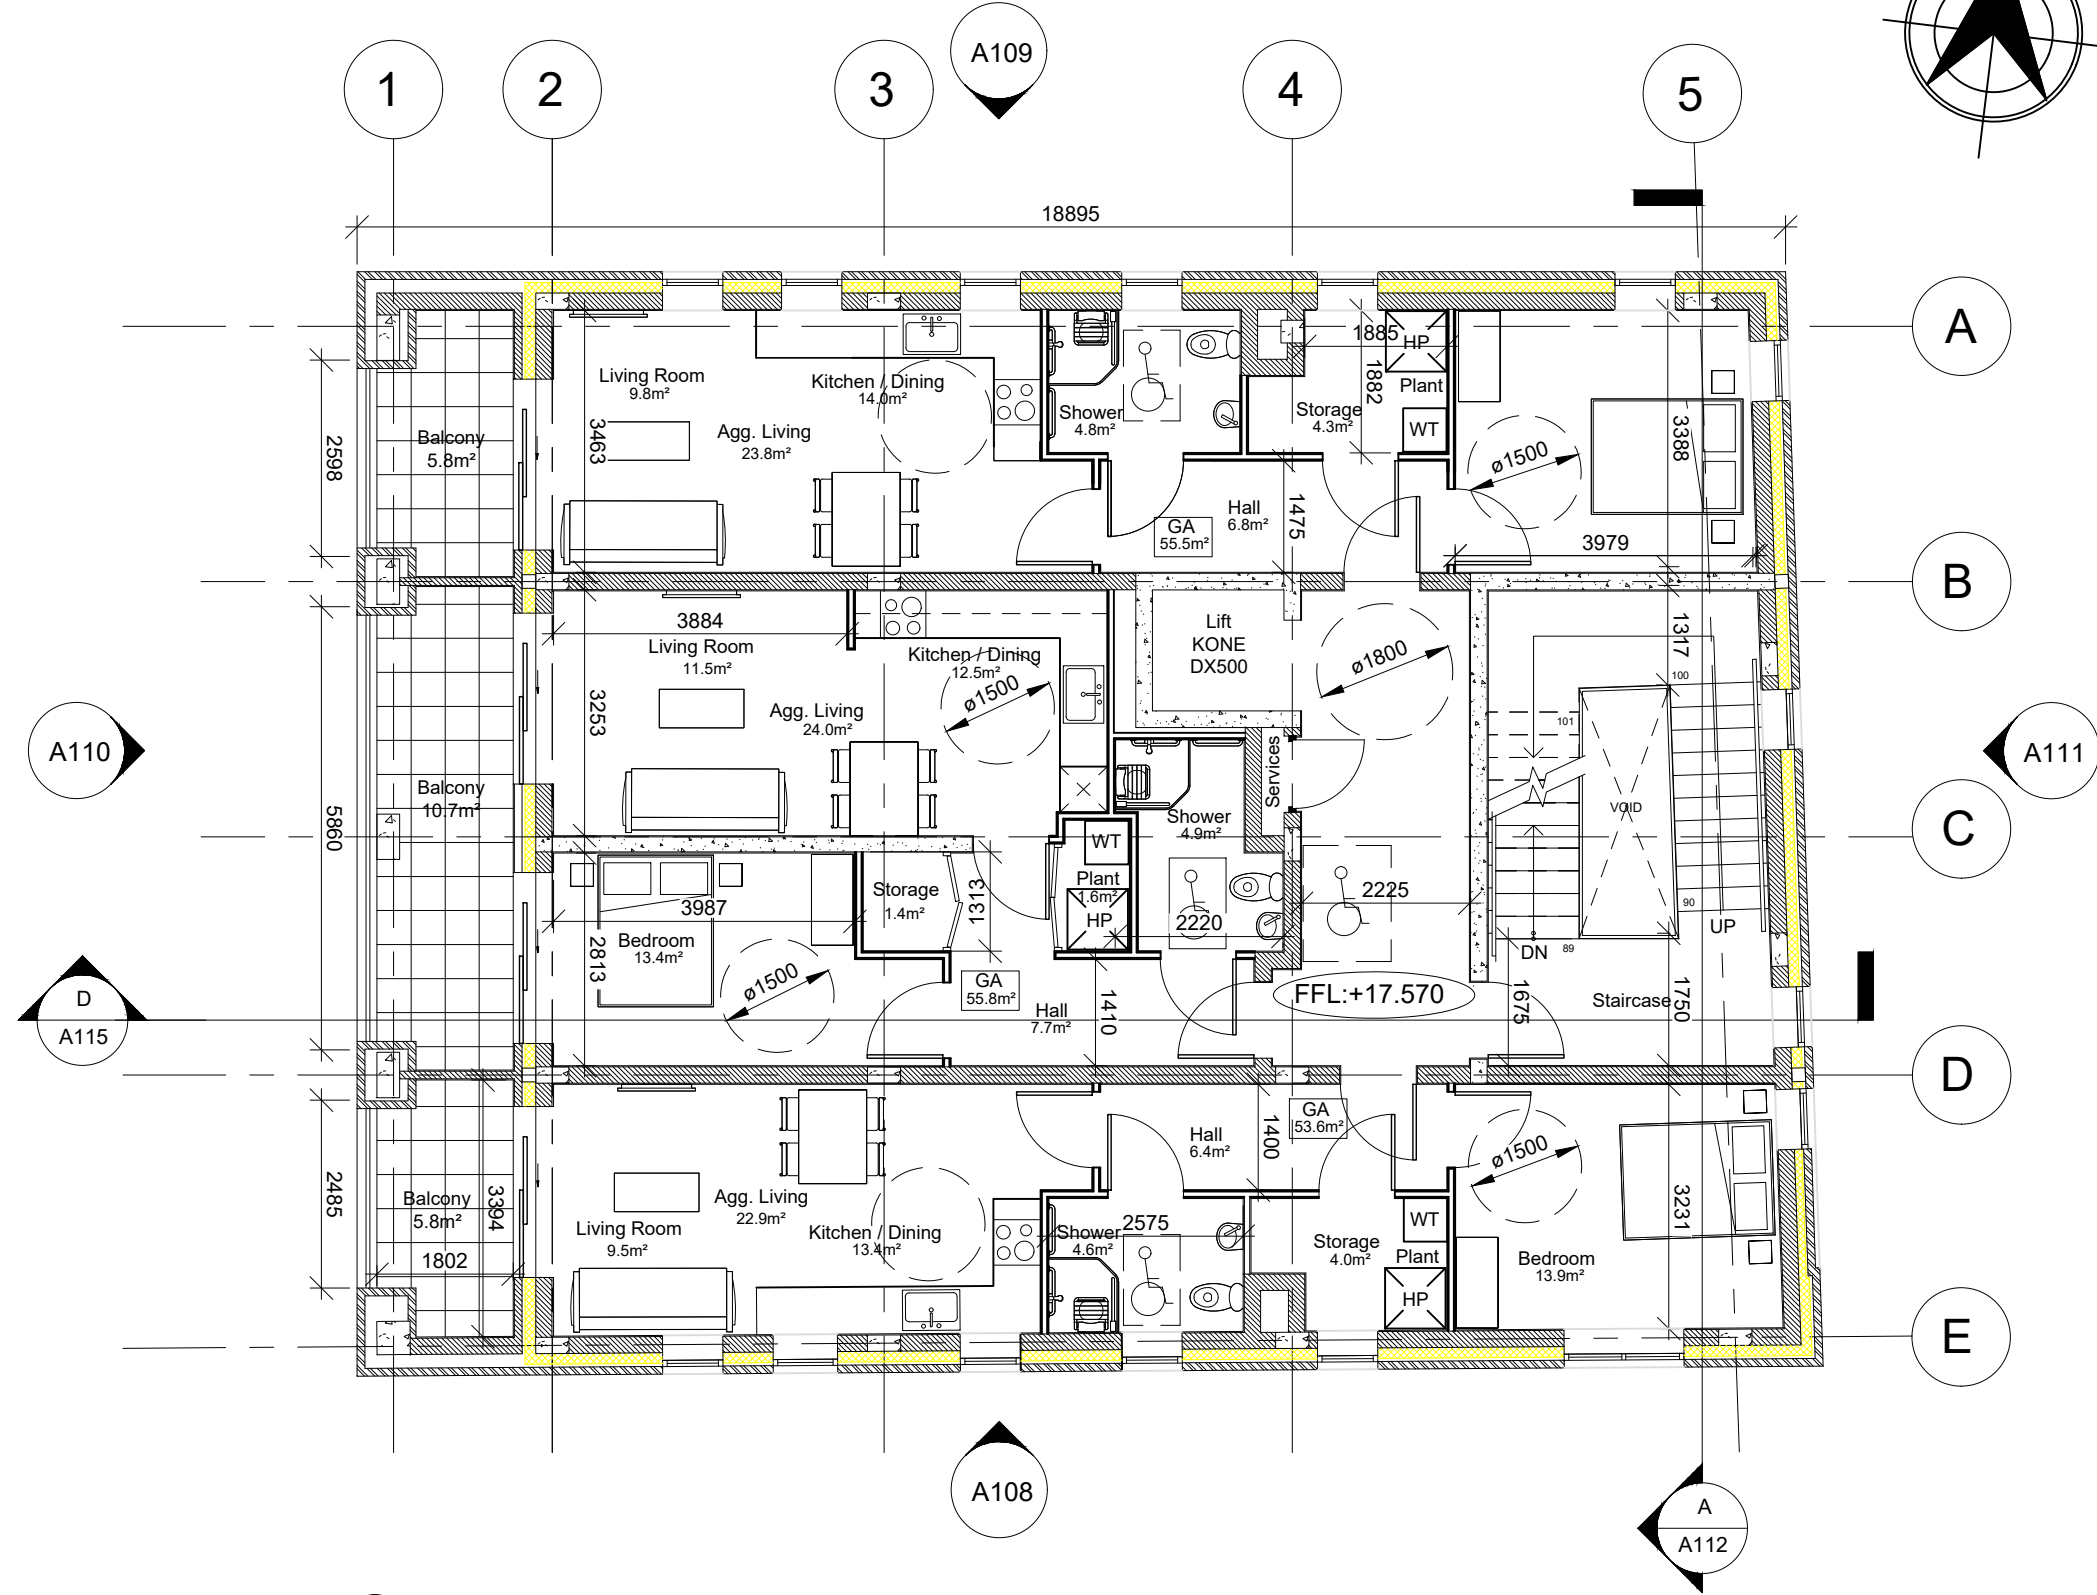 1
2
3
A109
4
5
18895
A
Living Room
9.8m²
Kitchen / Dining
14.0m²
1885
HP
Plant
1882
Shower
4.8m²
Storage
4.3m²
WT
Balcony
5.8m²
2598
3463
Agg. Living
23.8m²
3388
ø1500
Hall
6.8m²
1475
GA
55.5m²
3979
B
3884
Living Room
11.5m²
Kitchen / Dining
12.5m²
ø1500
Lift
KONE
DX500
ø1800
1317
100
101
3253
Agg. Living
24.0m²
A110
A111
Services
VOID
Balcony
10.7m²
5860
Shower
4.9m²
C
WT
Plant
1.6m²
HP
Storage
1.4m²
1313
3987
2225
2220
90
UP
Bedroom
13.4m²
2813
DN
89
ø1500
GA
55.8m²
FFL:+17.570
Hall
7.7m²
1410
1675
Staircase
1750
D
A115
D
GA
53.6m²
Hall
6.4m²
1400
ø1500
2485
Balcony
5.8m²
3394
Agg. Living
22.9m²
Living Room
9.5m²
Kitchen / Dining
13.4m²
Shower
4.6m²
2575
WT
Plant
HP
Storage
4.0m²
3231
Bedroom
13.9m²
1802
E
A108
A
A112